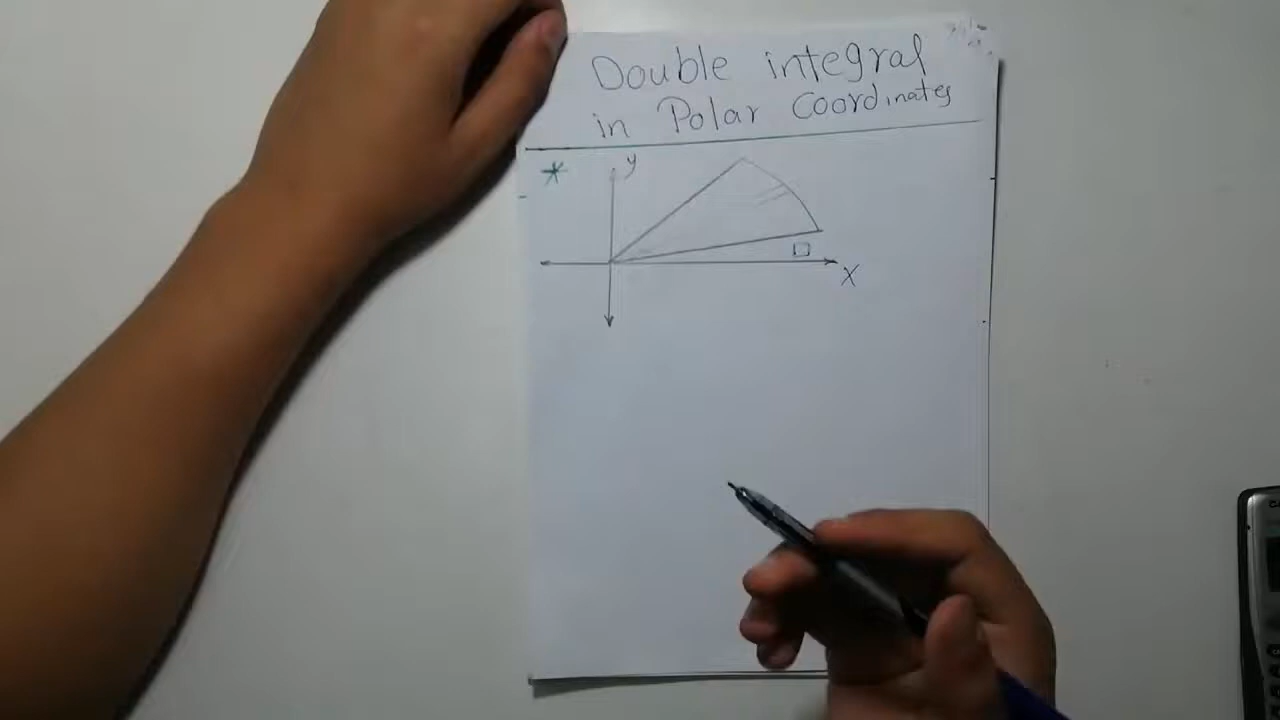 Double integral
in Polar Coordinates
* y
X